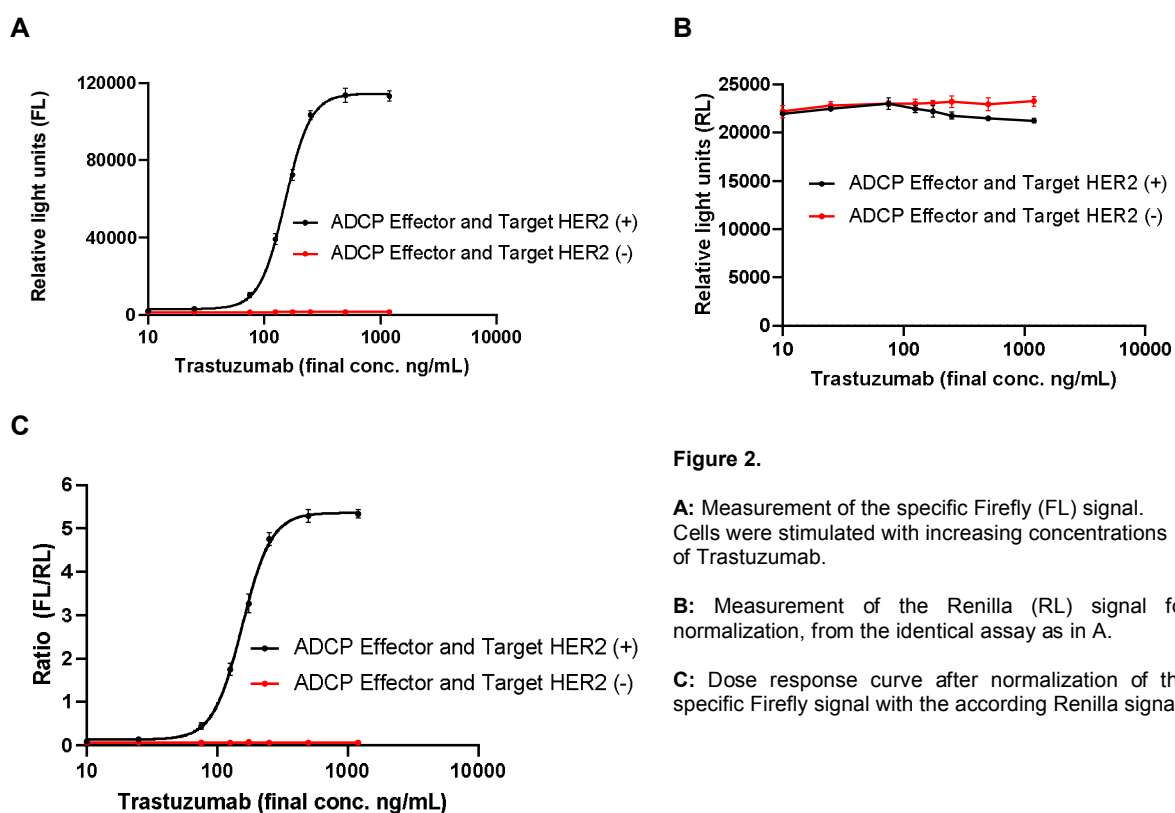 A
Relative light units (FL)
120000
80000
40000
0
ADCP Effector and Target HER2 (+)
ADCP Effector and Target HER2 (-)
10 100 1000 10000
Trastuzumab (final conc. ng/mL)
B
Relative light units (RL)
25000
20000
15000
10000
5000
0
ADCP Effector and Target HER2 (+)
ADCP Effector and Target HER2 (-)
10 100 1000 10000
Trastuzumab (final conc. ng/mL)
C
Ratio (FL/RL)
6
5
4
3
2
1
0
ADCP Effector and Target HER2 (+)
ADCP Effector and Target HER2 (-)
10 100 1000 10000
Trastuzumab (final conc. ng/mL)
Figure 2.
A: Measurement of the specific Firefly (FL) signal.
Cells were stimulated with increasing concentrations
of Trastuzumab.
B: Measurement of the Renilla (RL) signal fo
normalization, from the identical assay as in A.
C: Dose response curve after normalization of th
specific Firefly signal with the according Renilla signa